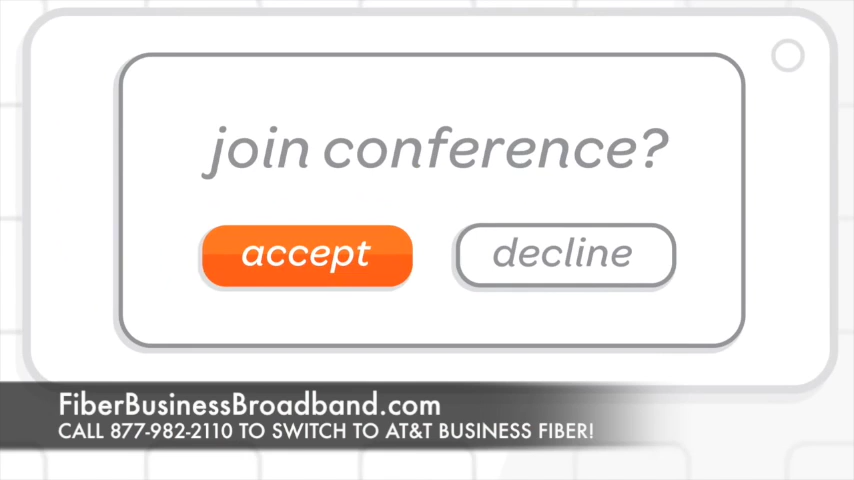 join conference?
accept
decline
FiberBusinessBroadband.com
CALL 877-982-2110 TO SWITCH TO AT&T BUSINESS FIBER!